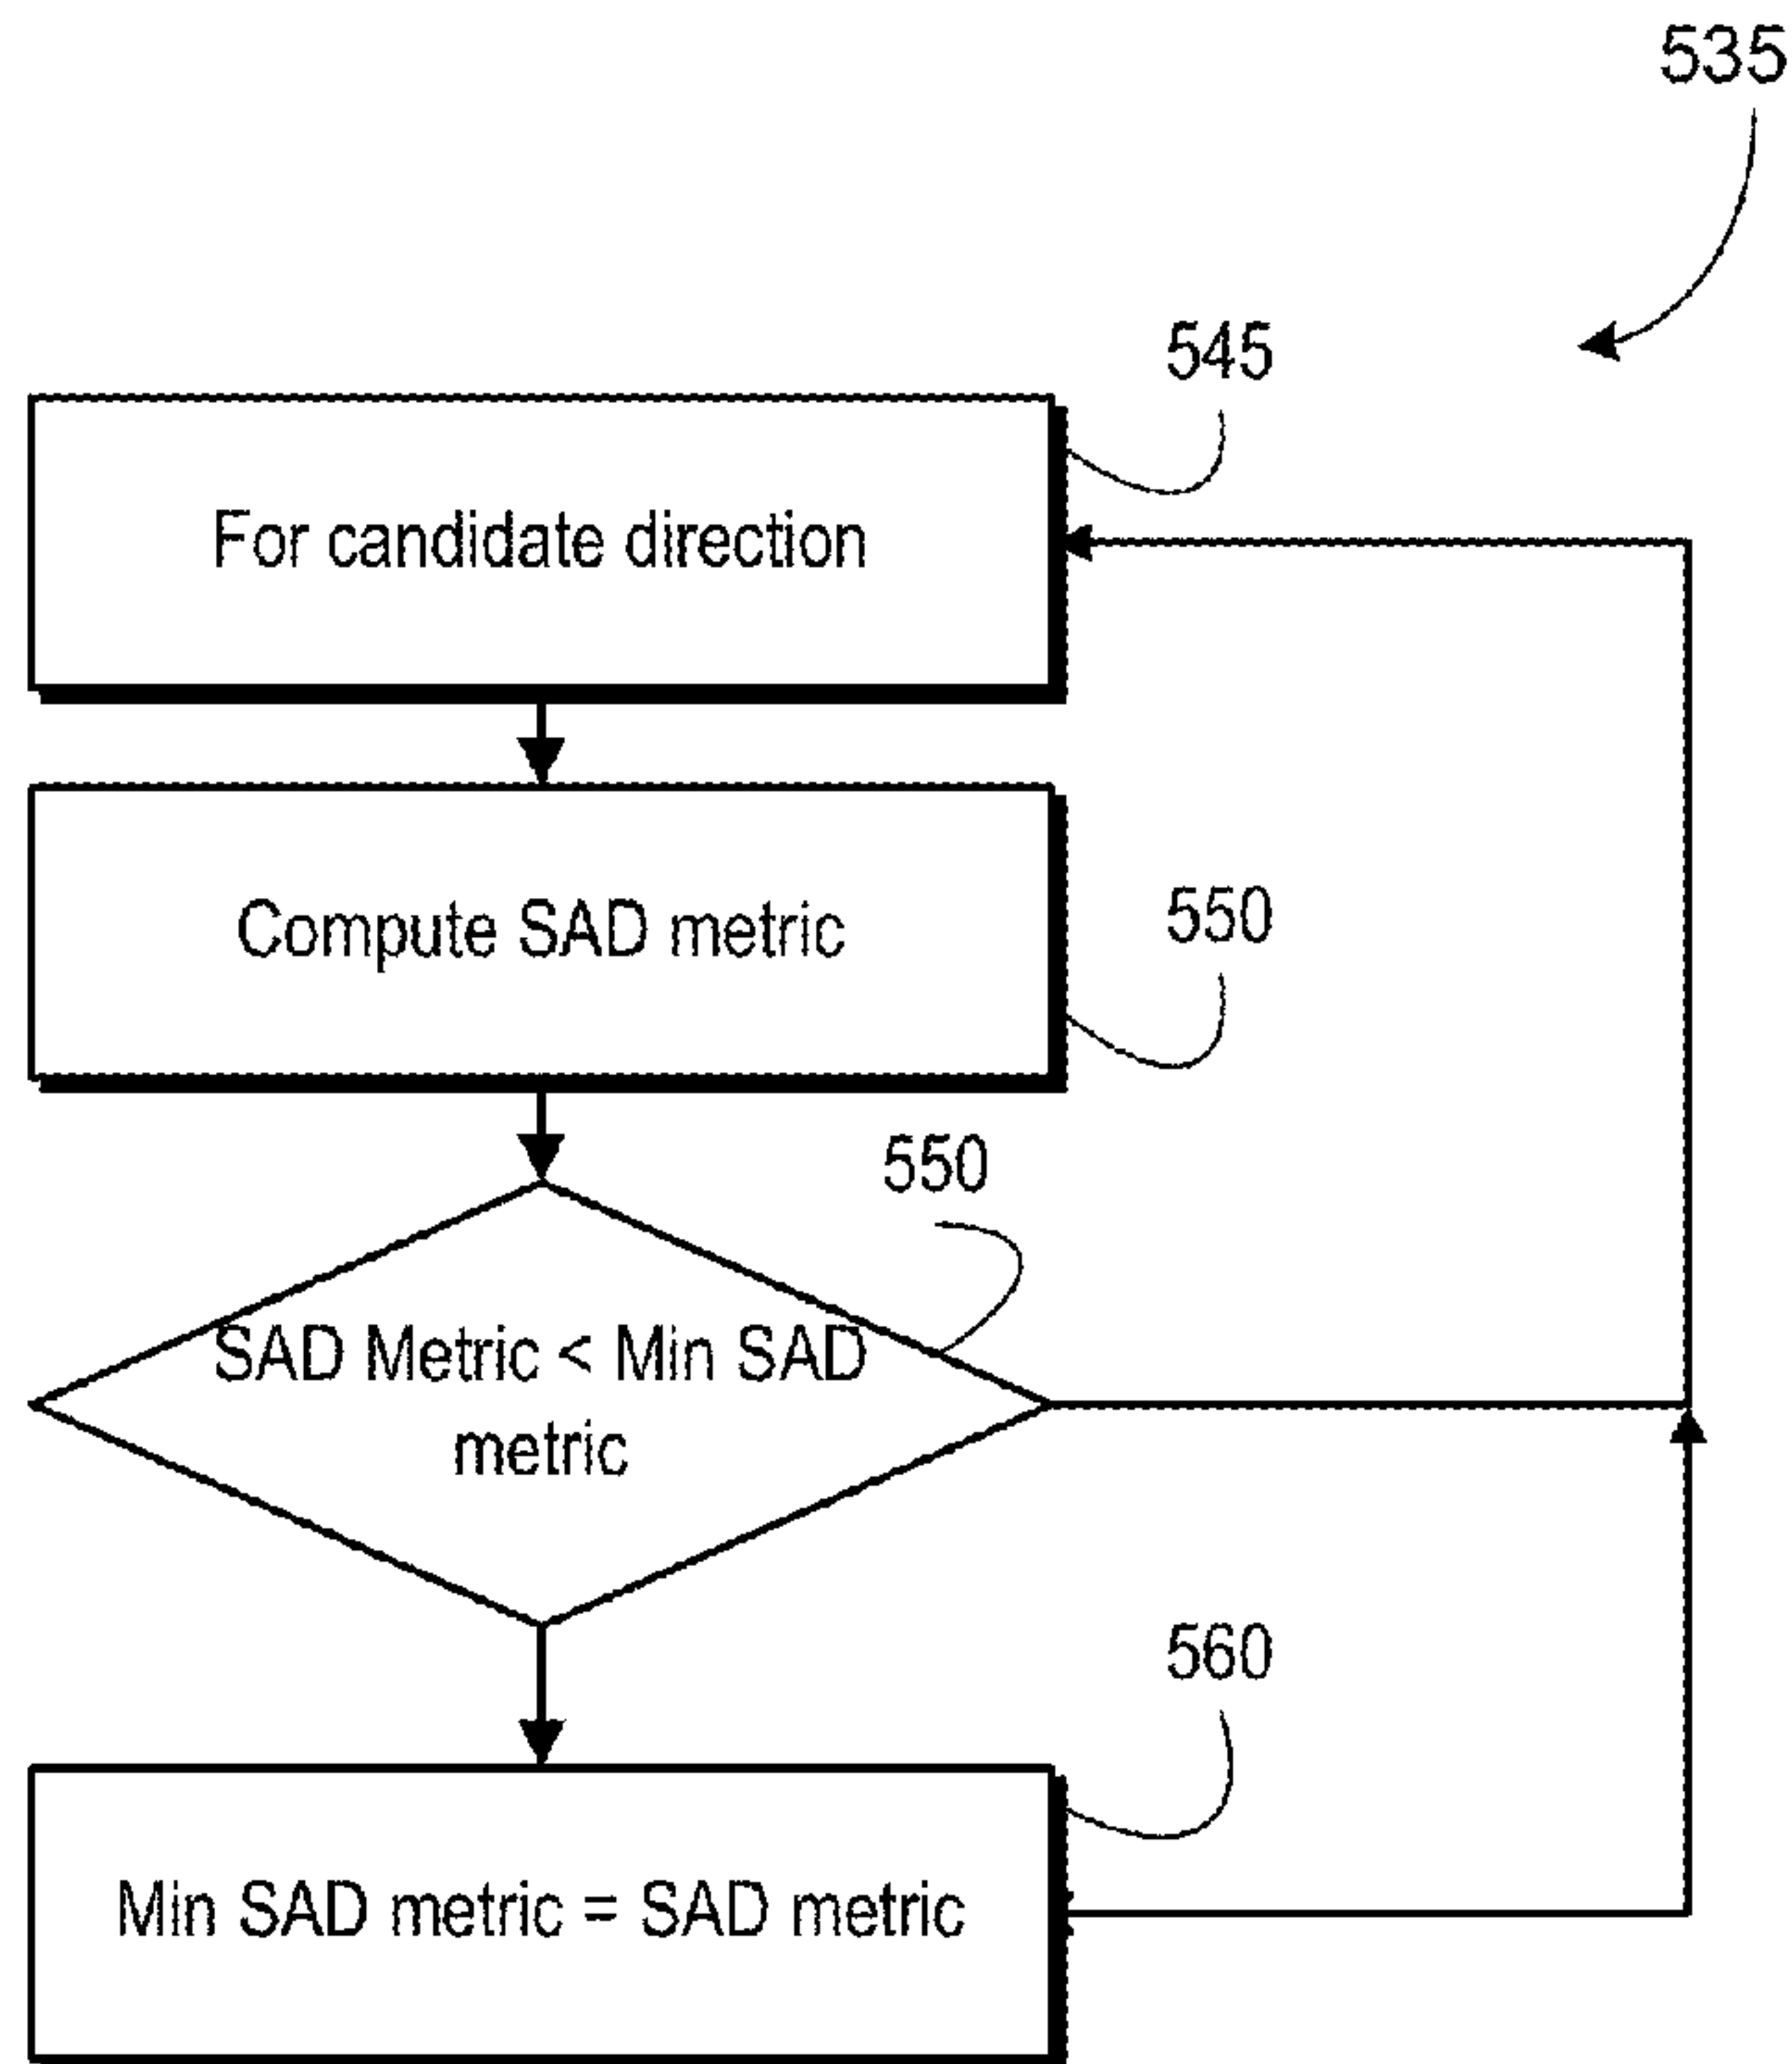 535
545
For candidate direction
Compute SAD metric
550
550
SAD Metric < Min SAD
metric
560
Min SAD metric = SAD metric